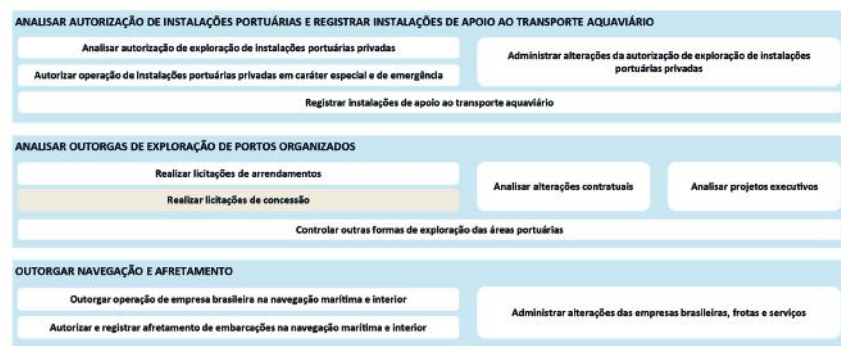 ANALISAR AUTORIZAÇÃO DE INSTALAÇÕES PORTUÁRIAS E REGISTRAR INSTALAÇÕES DE APOIO AO TRANSPORTE AQUAVIÁRIO
Analisar autorização de exploração de instalações portuárias privadas
Autorizar operação de instalações portuárias privadas em caráter especial e de emergência
Administrar alterações da autorização de exploração de instalações
portuárias privadas
Registrar instalações de apoio ao transporte aquaviário
ANALISAR OUTORGAS DE EXPLORAÇÃO DE PORTOS ORGANIZADOS
Realizar licitações de arrendamentos
Realizar licitações de concessão
Analisar alterações contratuais
Analisar projetos executivos
Controlar outras formas de exploração das áreas portuárias
OUTORGAR NAVEGAÇÃO E AFRETAMENTO
Outorgar operação de empresa brasileira na navegação marítima e interior
Autorizar e registrar afretamento de embarcações na navegação marítima e interior
Administrar alterações das empresas brasileiras, frotas e serviços